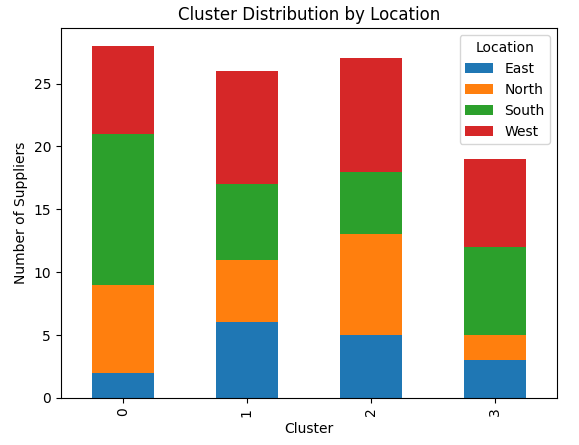 Cluster Distribution by Location
Number of Suppliers
25
20
15
10
5
0
Location
East
North
South
West
0
1
2
3
Cluster